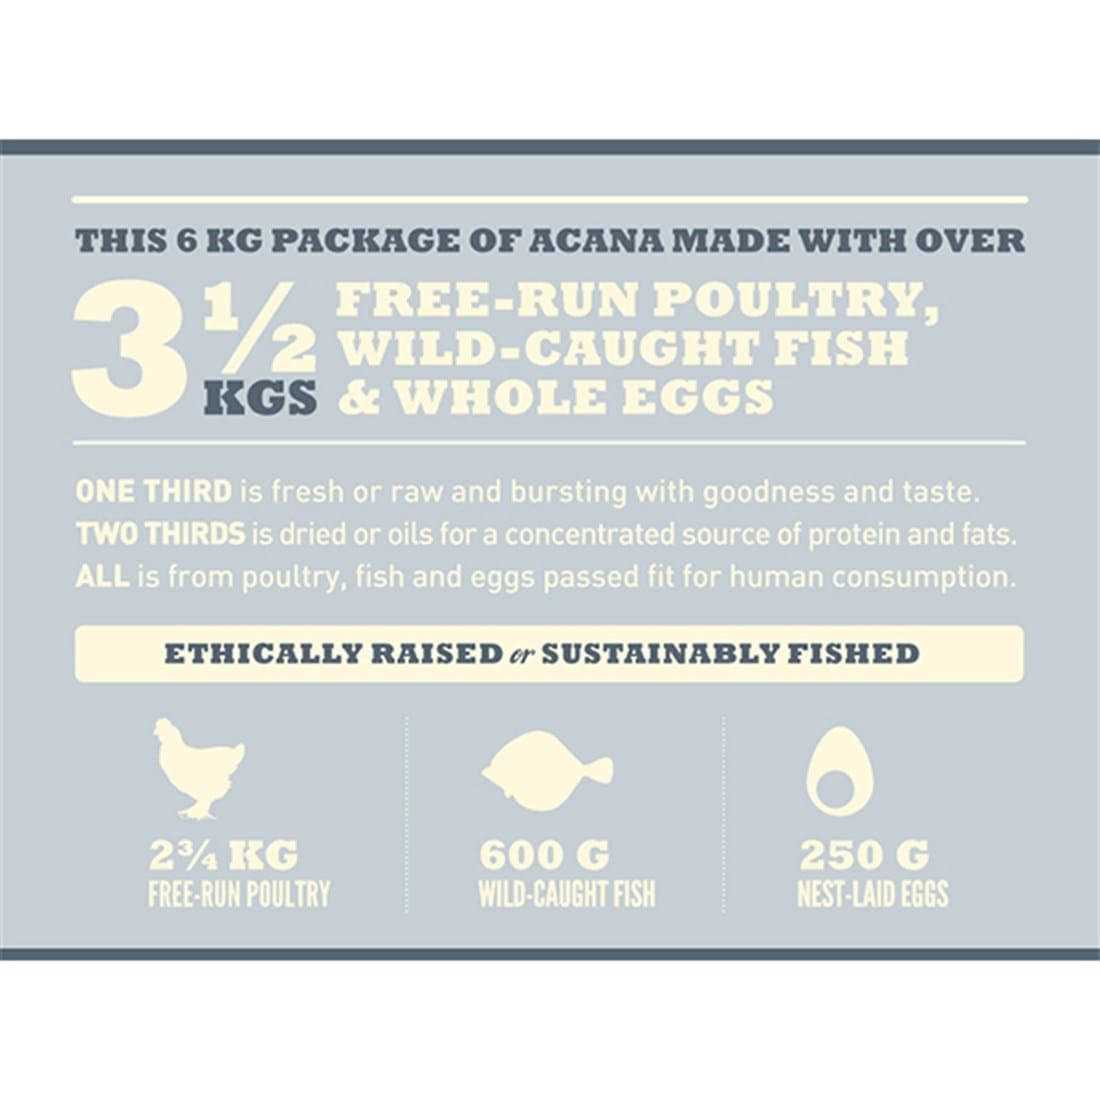 THIS 6 KG PACKAGE OF ACANA MADE WITH OVER
3 1/2 KGS
FREE-RUN POULTRY,
WILD-CAUGHT FISH
& WHOLE EGGS
ONE THIRD is fresh or raw and bursting with goodness and taste.
TWO THIRDS is dried or oils for a concentrated source of protein and fats.
ALL is from poultry, fish and eggs passed fit for human consumption.
ETHICALLY RAISED or SUSTAINABLY FISHED
2¾ KG
FREE-RUN POULTRY
600 G
WILD-CAUGHT FISH
250 G
NEST-LAID EGGS